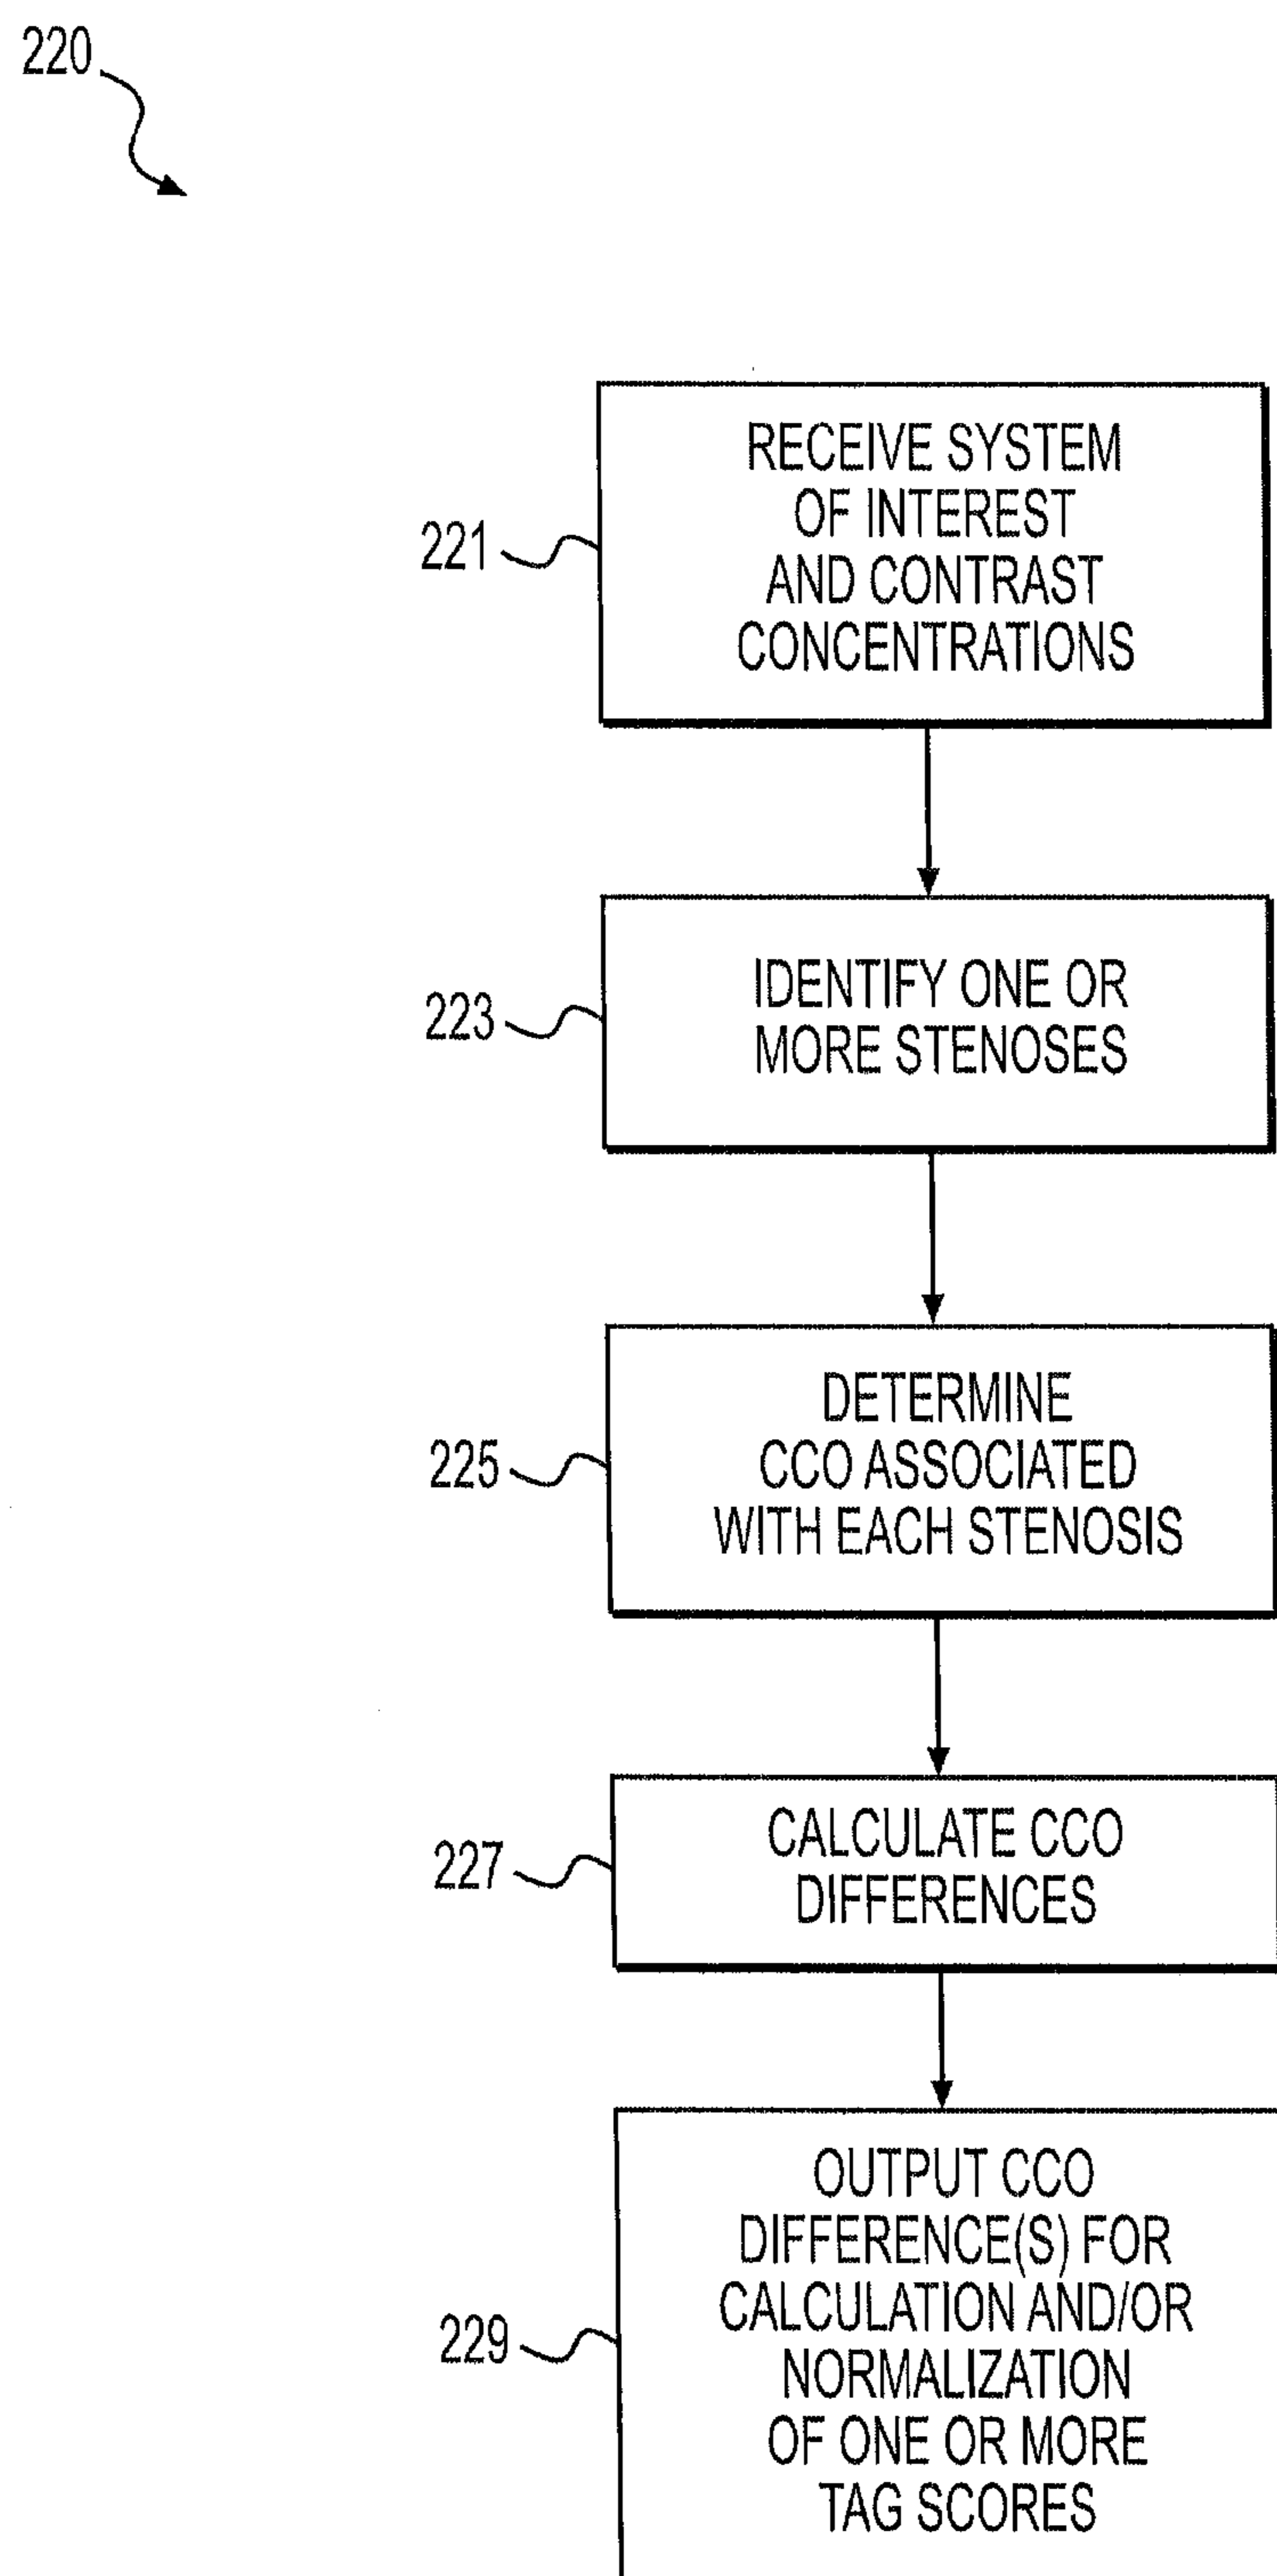 220
221
RECEIVE SYSTEM
OF INTEREST
AND CONTRAST
CONCENTRATIONS
223
IDENTIFY ONE OR
MORE STENOSES
225
DETERMINE
CCO ASSOCIATED
WITH EACH STENOSIS
227
CALCULATE CCO
DIFFERENCES
229
OUTPUT CCO
DIFFERENCE(S) FOR
CALCULATION AND/OR
NORMALIZATION
OF ONE OR MORE
TAG SCORES